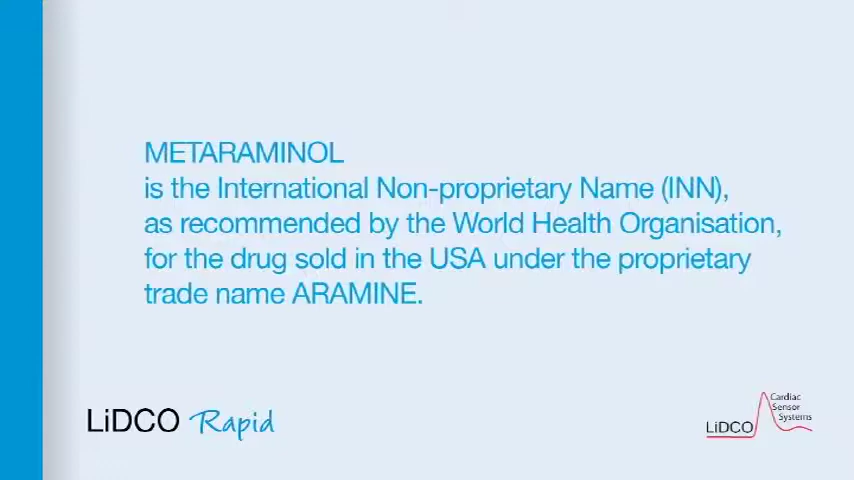 METARAMINOL
is the International Non-proprietary Name (INN),
as recommended by the World Health Organisation,
for the drug sold in the USA under the proprietary
trade name ARAMINE.
LiDCO Rapid
LiDCO
Cardiac
Sensor
Systems